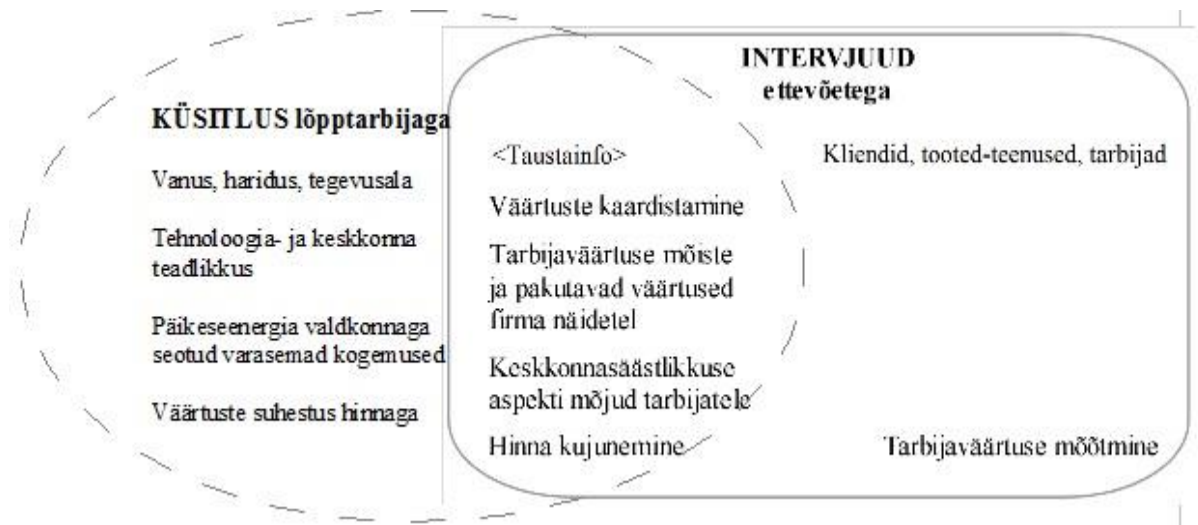 KÜSITLUS lõpptarbijaga
Vanus, haridus, tegevusala
Tehnoloogia- ja keskkonna
teadlikkus
Päikeseenergia valdkonnaga
seotud varasemad kogemused
Väärtuste suhestus hinnaga
<Taustainfo>
Väärtuste kaardistamine
Tarbijaväärtuse mõiste
ja pakutavad väärtused
firma näidetel
Keskkonnasäästlikkuse
aspekti mõjud tarbijatele
Hinna kujunemine
INTERVJUUD
ettevõetega
Kliendid, tooted-teenused, tarbijad
Tarbijaväärtuse mõõtmine